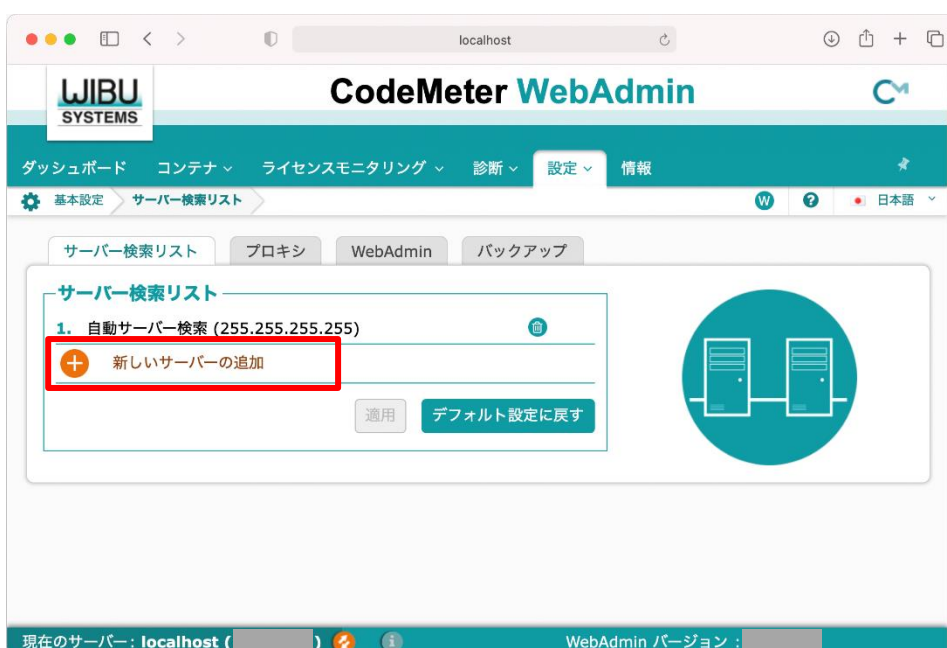 localhost
WIBU
SYSTEMS
CodeMeter WebAdmin
CM
ダッシュボード コンテナ ライセンスモニタリング 診断 設定 情報
基本設定 サーバー検索リスト W ? 日本語
サーバー検索リスト プロキシ WebAdmin バックアップ
サーバー検索リスト
1. 自動サーバー検索 (255.255.255.255)
新しいサーバーの追加
適用 デフォルト設定に戻す
現在のサーバー: localhost ( ) i WebAdmin バージョン :